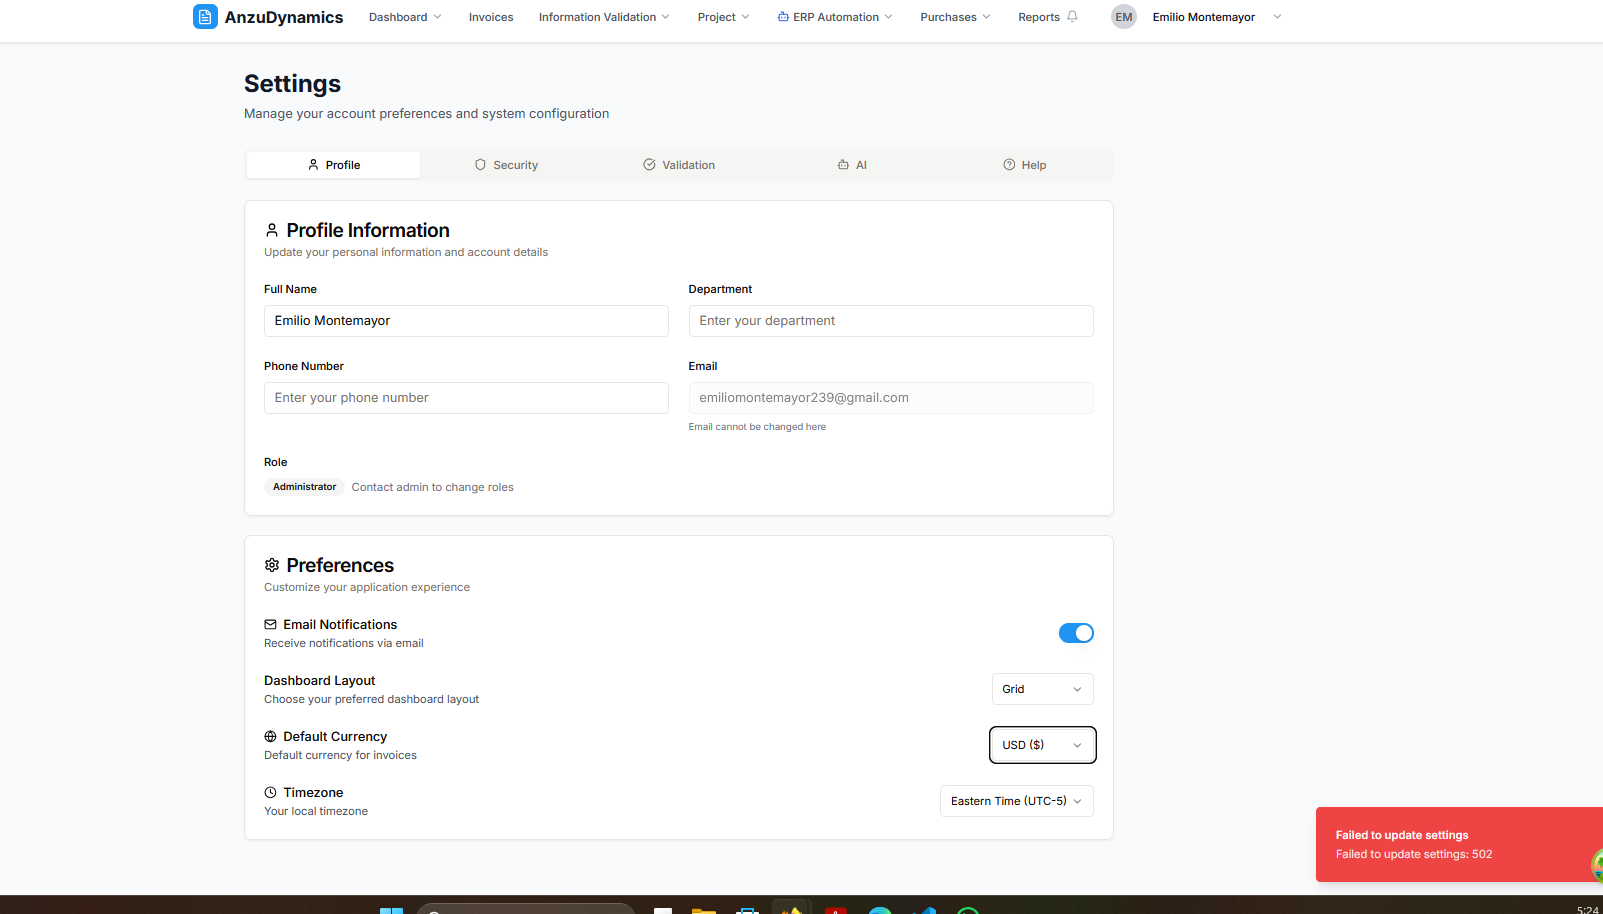 AnzuDynamics Dashboard Invoices Information Validation Project ERP Automation Purchases Reports EM Emilio Montemayor
Settings
Manage your account preferences and system configuration
Profile Security Validation AI Help
Profile Information
Update your personal information and account details
Full Name Department
Emilio Montemayor Enter your department
Phone Number Email
Enter your phone number emiliomontemayor239@gmail.com
Email cannot be changed here
Role
Administrator Contact admin to change roles
Preferences
Customize your application experience
Email Notifications
Receive notifications via email
Dashboard Layout
Choose your preferred dashboard layout
Grid
Default Currency
Default currency for invoices
USD ($)
Timezone
Your local timezone
Eastern Time (UTC-5)
Failed to update settings
Failed to update settings: 502
5:24